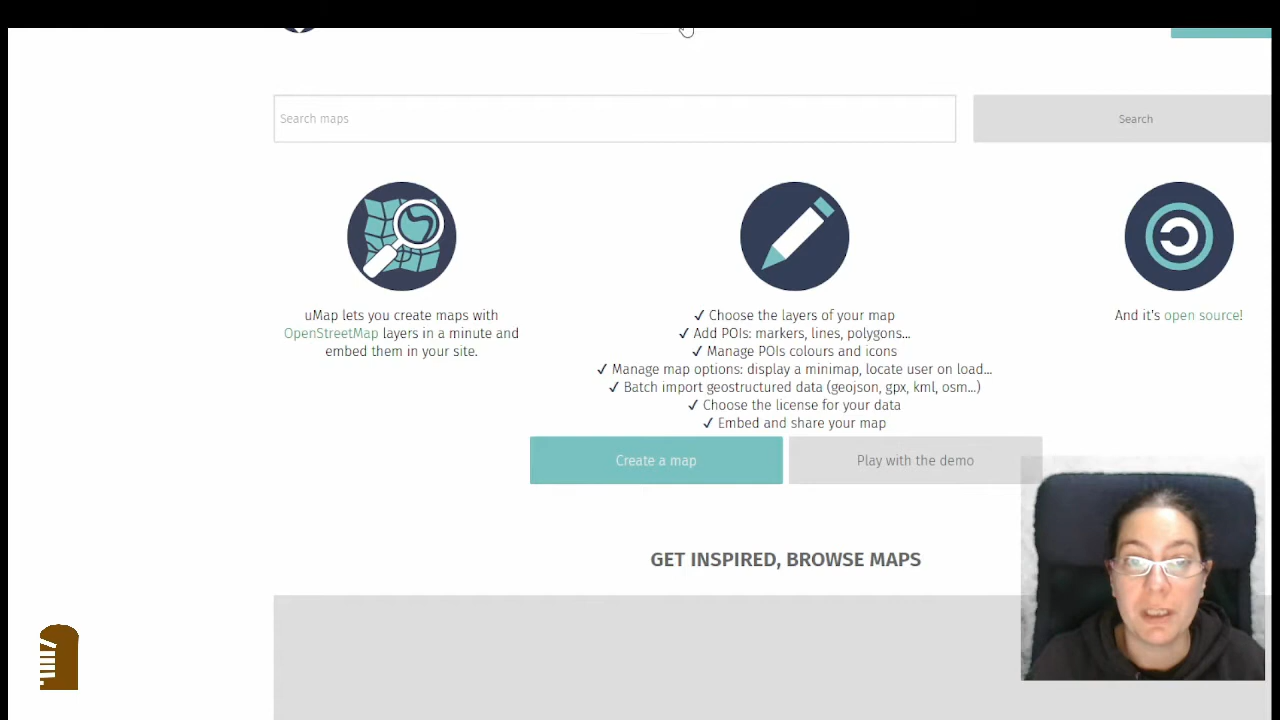 Search maps
Search
uMap lets you create maps with
OpenStreetMap layers in a minute and
embed them in your site.
✓ Choose the layers of your map
✓ Add POIs: markers, lines, polygons...
✓ Manage POIs colours and icons
✓ Manage map options: display a minimap, locate user on load...
✓ Batch import geostructured data (geojson, gpx, kml, osm...)
✓ Choose the license for your data
✓ Embed and share your map
And it's open source!
Create a map
Play with the demo
GET INSPIRED, BROWSE MAPS